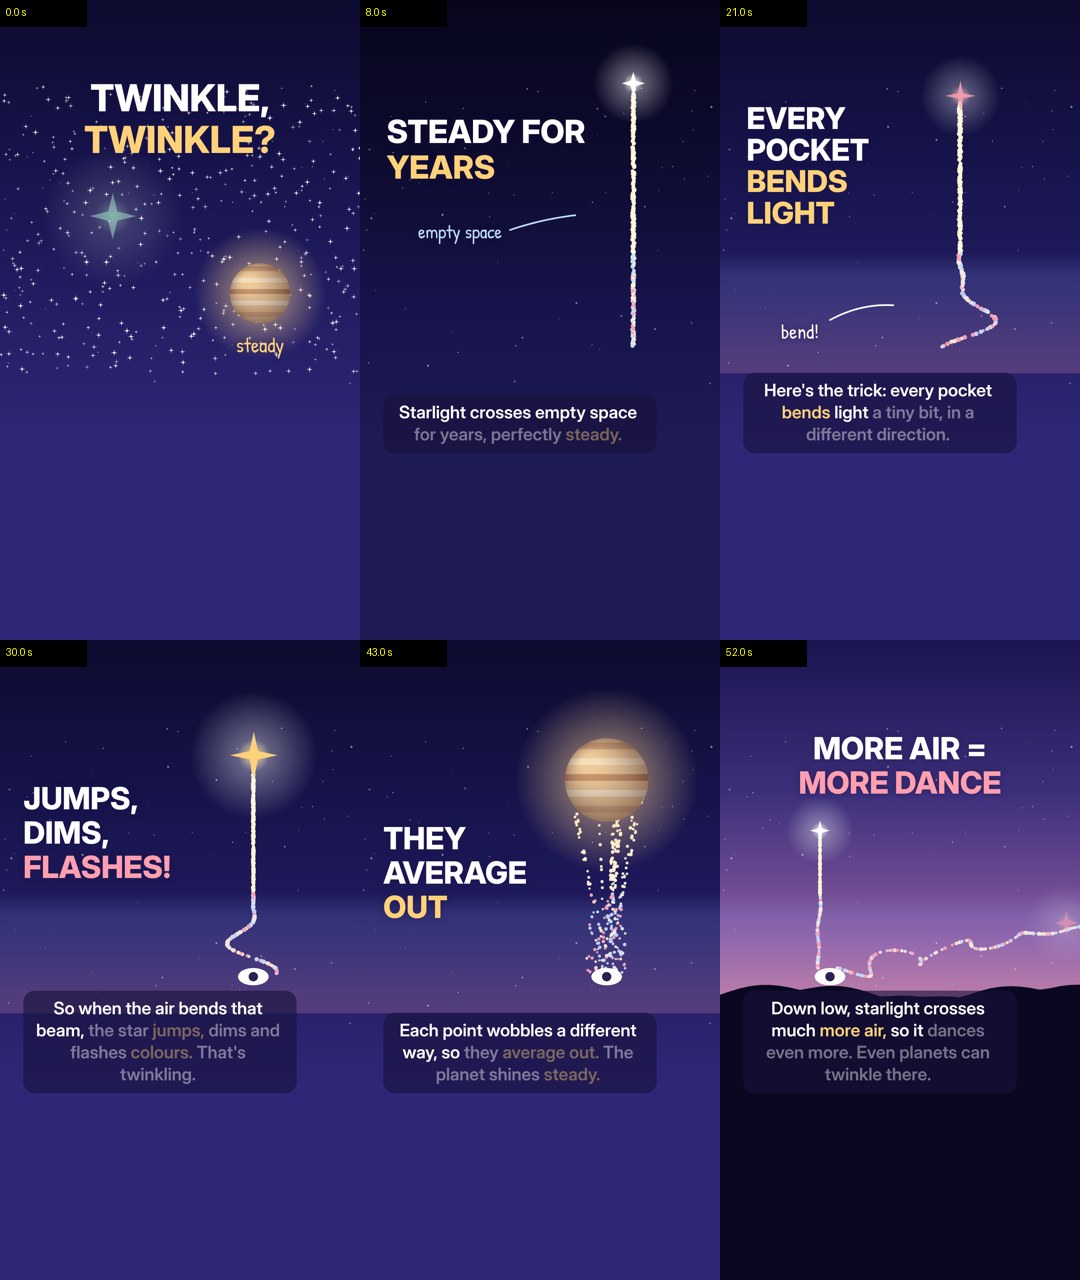 0.0s
TWINKLE,
TWINKLE?
steady
8.0s
STEADY FOR
YEARS
empty space
Starlight crosses empty space
for years, perfectly steady.
21.0s
EVERY
POCKET
BENDS
LIGHT
bend!
Here's the trick: every pocket
bends light a tiny bit, in a
different direction.
30.0s
JUMPS,
DIMS,
FLASHES!
So when the air bends that
beam, the star jumps, dims and
flashes colours. That's
twinkling.
43.0s
THEY
AVERAGE
OUT
Each point wobbles a different
way, so they average out. The
planet shines steady.
52.0s
MORE AIR =
MORE DANCE
Down low, starlight crosses
much more air, so it dances
even more. Even planets can
twinkle there.